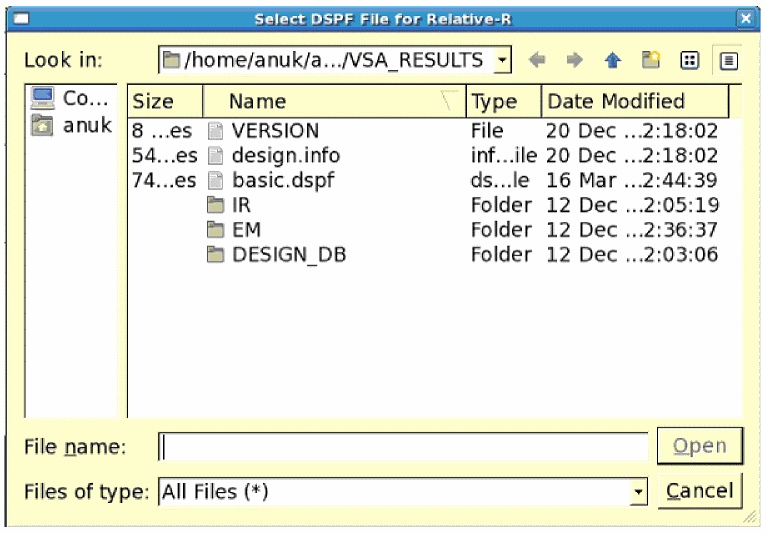 Select DSPF File for Relative-R
Look in: /home/anuk/a.../VSA_RESULTS
Co...
anuk
Size Name Type Date Modified
8 ...es VERSION File 20 Dec ...2:18:02
54...es design.info inf...ile 20 Dec ...2:18:02
74...es basic.dspf ds...le 16 Mar ...2:44:39
IR Folder 12 Dec ...2:05:19
EM Folder 12 Dec ...2:36:37
DESIGN_DB Folder 12 Dec ...2:03:06
File name: Open
Files of type: All Files (*) Cancel